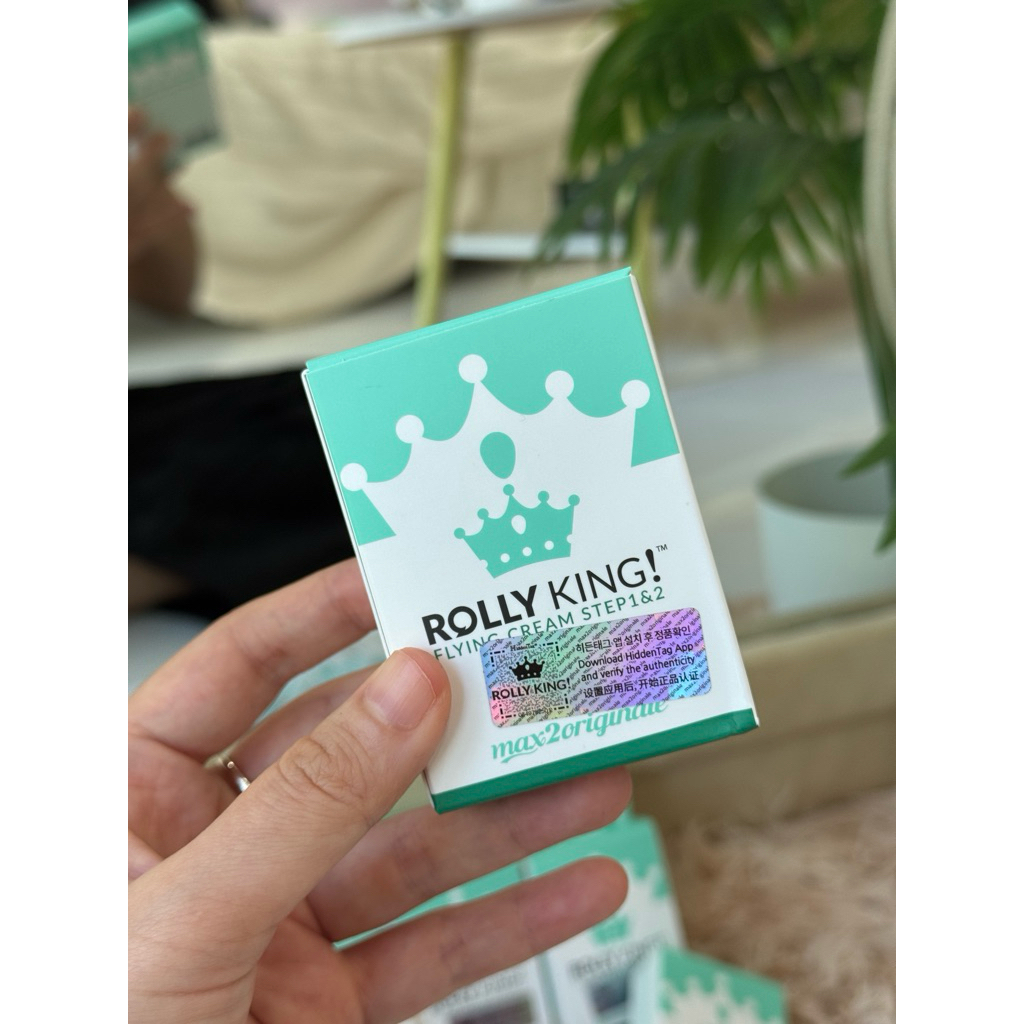 ROLLY KING!™
FLYING CREAM STEP1&2
HiddenTag
ROLLY KING!
히든태그 앱 설치 후 정품확인
Download HiddenTag App
and verify the authenticity
设置应用后, 开始正品认证
max2originate